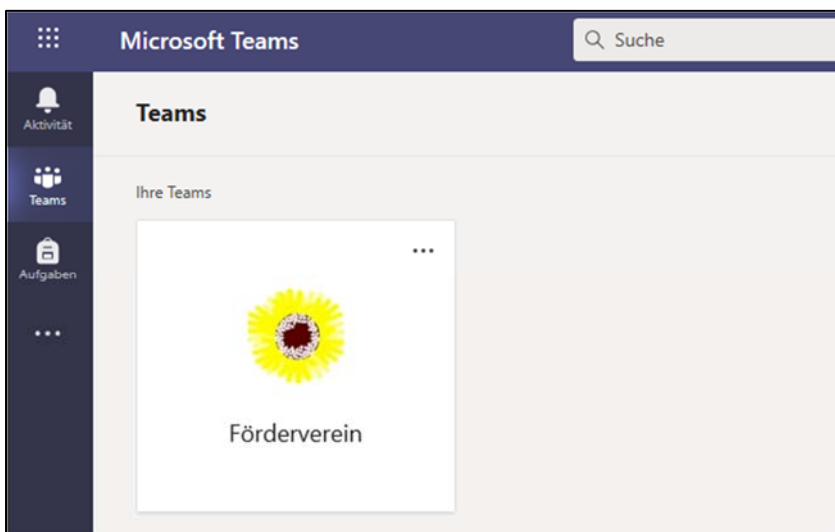 Microsoft Teams
Suche
Aktivität
Teams
Aufgaben
Teams
Ihre Teams
Förderverein